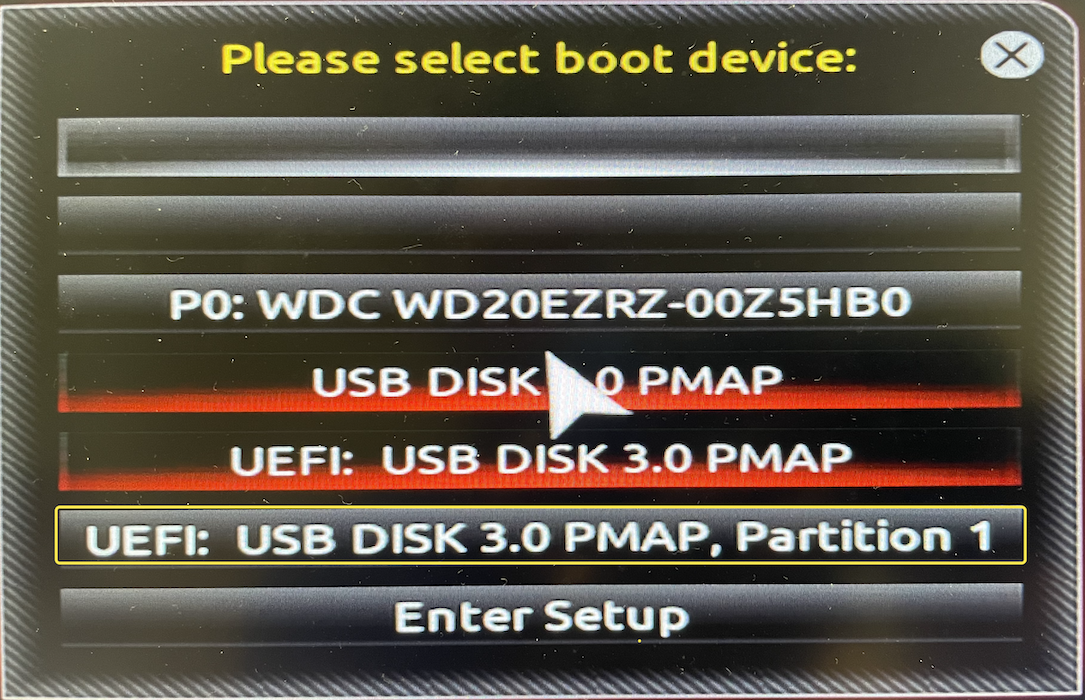 Please select boot device:
P0: WDC WD20EZRZ-00Z5HB0
USB DISK 0 PMAP
UEFI: USB DISK 3.0 PMAP
UEFI: USB DISK 3.0 PMAP, Partition 1
Enter Setup